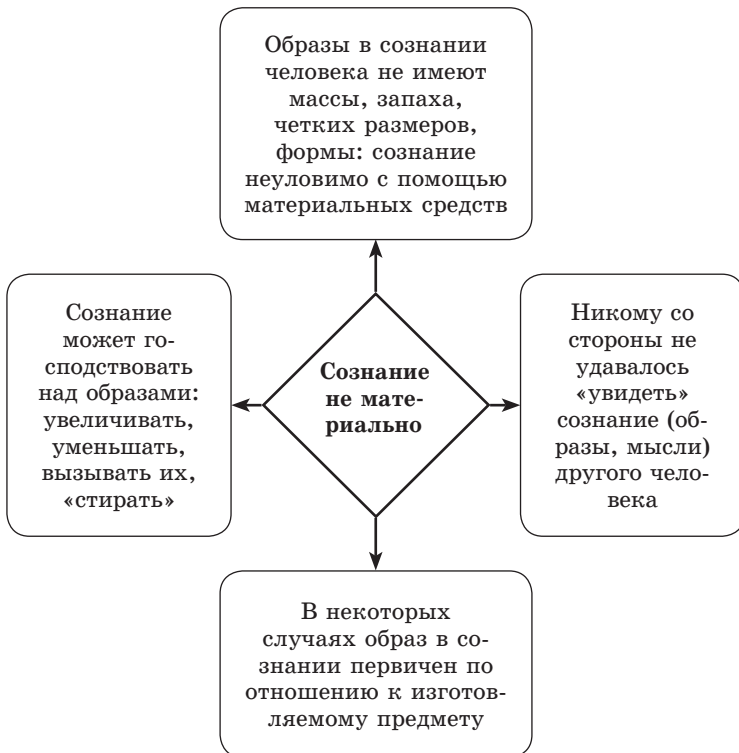 Образы в сознании
человека не имеют
массы, запаха,
четких размеров,
формы: сознание
неуловимо с помощью
материальных средств
Сознание
может го-
сподствовать
над образами:
увеличивать,
уменьшать,
вызывать их,
«стирать»
Сознание
не мате-
риально
Никому со
стороны не
удавалось
«увидеть»
сознание (об-
разы, мысли)
другого чело-
века
В некоторых
случаях образ в со-
знании первичен по
отношению к изготов-
ляемому предмету